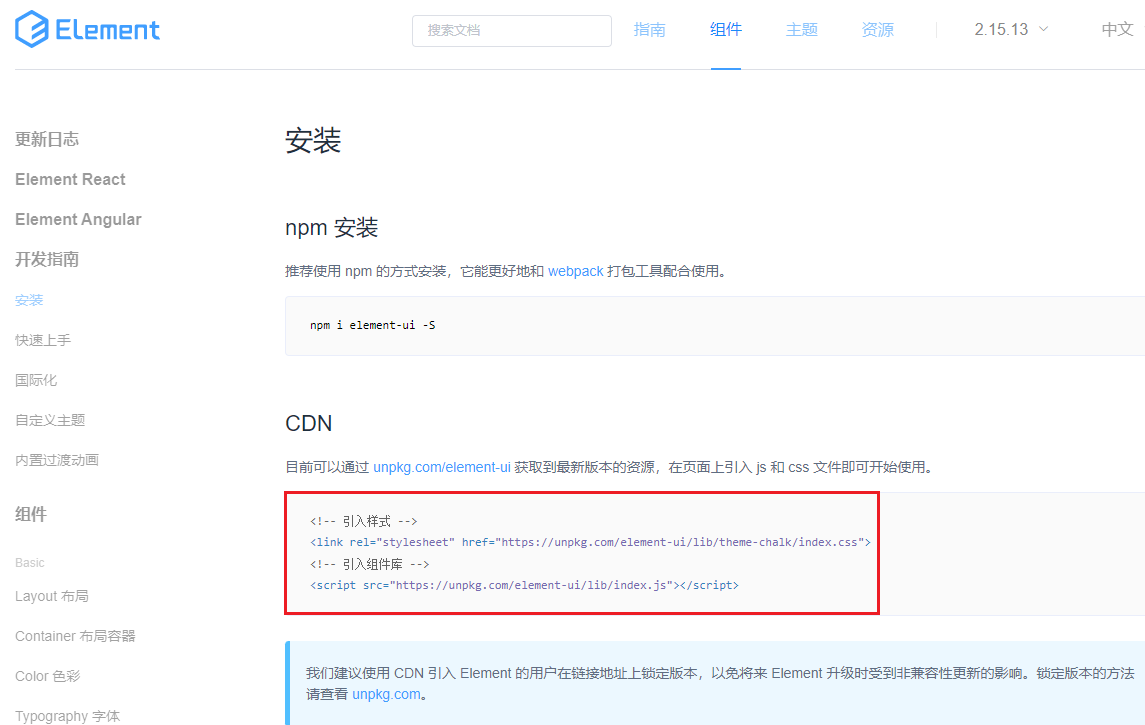 Element
搜索文档
指南
组件
主题
资源
2.15.13
中文
更新日志
Element React
Element Angular
开发指南
安装
快速上手
国际化
自定义主题
内置过渡动画
组件
Basic
Layout 布局
Container 布局容器
Color 色彩
Typography 字体
安装
npm 安装
推荐使用 npm 的方式安装，它能更好地和 webpack 打包工具配合使用。
npm i element-ui -S
CDN
目前可以通过 unpkg.com/element-ui 获取到最新版本的资源，在页面上引入 js 和 css 文件即可开始使用。
<!-- 引入样式 -->
<link rel="stylesheet" href="https://unpkg.com/element-ui/lib/theme-chalk/index.css">
<!-- 引入组件库 -->
<script src="https://unpkg.com/element-ui/lib/index.js"></script>
我们建议使用 CDN 引入 Element 的用户在链接地址上锁定版本，以免将来 Element 升级时受到非兼容性更新的影响。锁定版本的方法
请查看 unpkg.com。